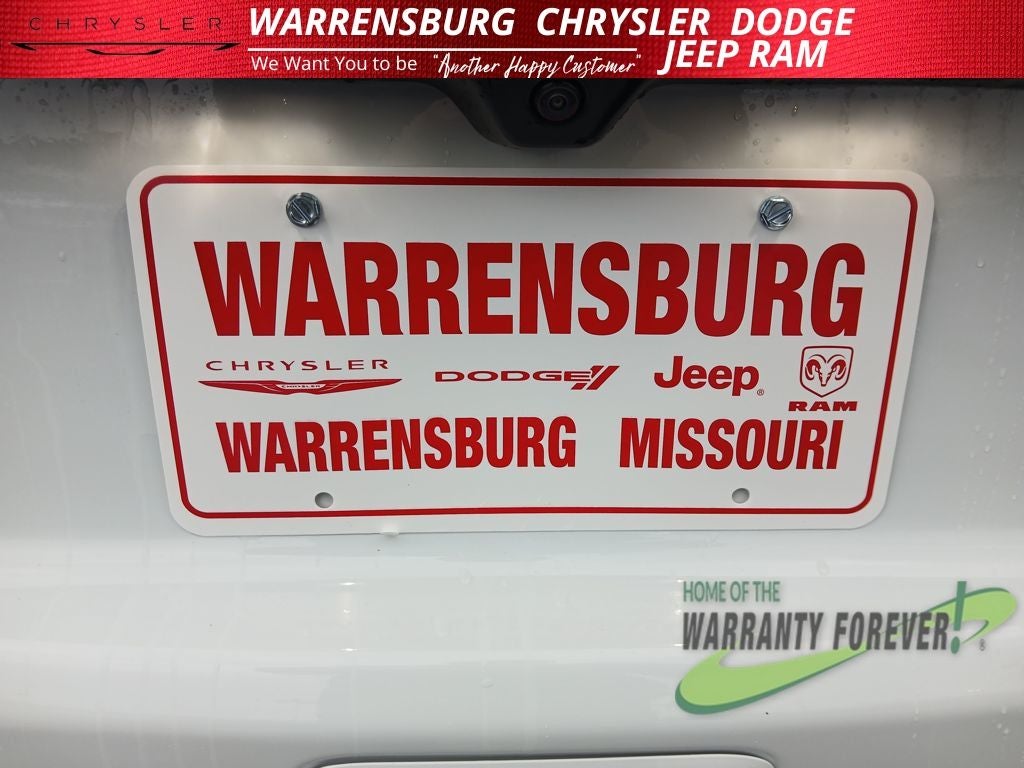 CHRYSLER
WARRENSBURG CHRYSLER DODGE
JEEP RAM
We Want You to be "Another Happy Customer"
WARRENSBURG
CHRYSLER DODGE Jeep® RAM
CHRYSLER
WARRENSBURG MISSOURI
HOME OF THE
WARRANTY FOREVER!®